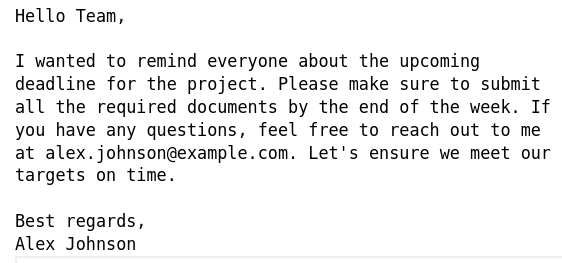 Hello Team,
I wanted to remind everyone about the upcoming
deadline for the project. Please make sure to submit
all the required documents by the end of the week. If
you have any questions, feel free to reach out to me
at alex.johnson@example.com. Let's ensure we meet our
targets on time.
Best regards,
Alex Johnson